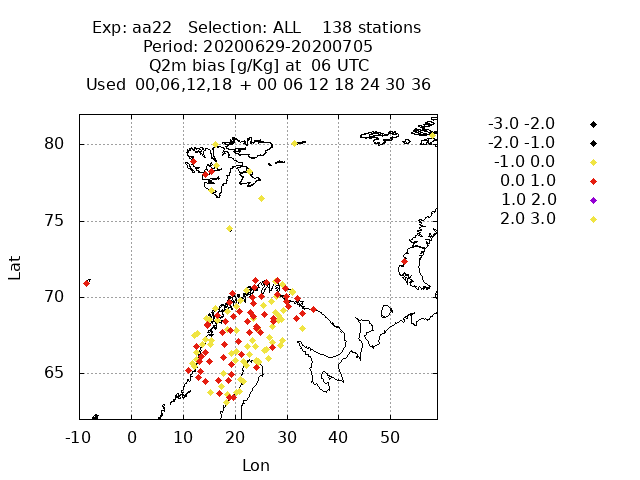 Exp: aa22 Selection: ALL 138 stations
Period: 20200629-20200705
Q2m bias [g/Kg] at 06 UTC
Used 00,06,12,18 + 00 06 12 18 24 30 36
-3.0 -2.0
-2.0 -1.0
-1.0 0.0
0.0 1.0
1.0 2.0
2.0 3.0
80
75
70
65
Lat
-10 0 10 20 30 40 50
Lon